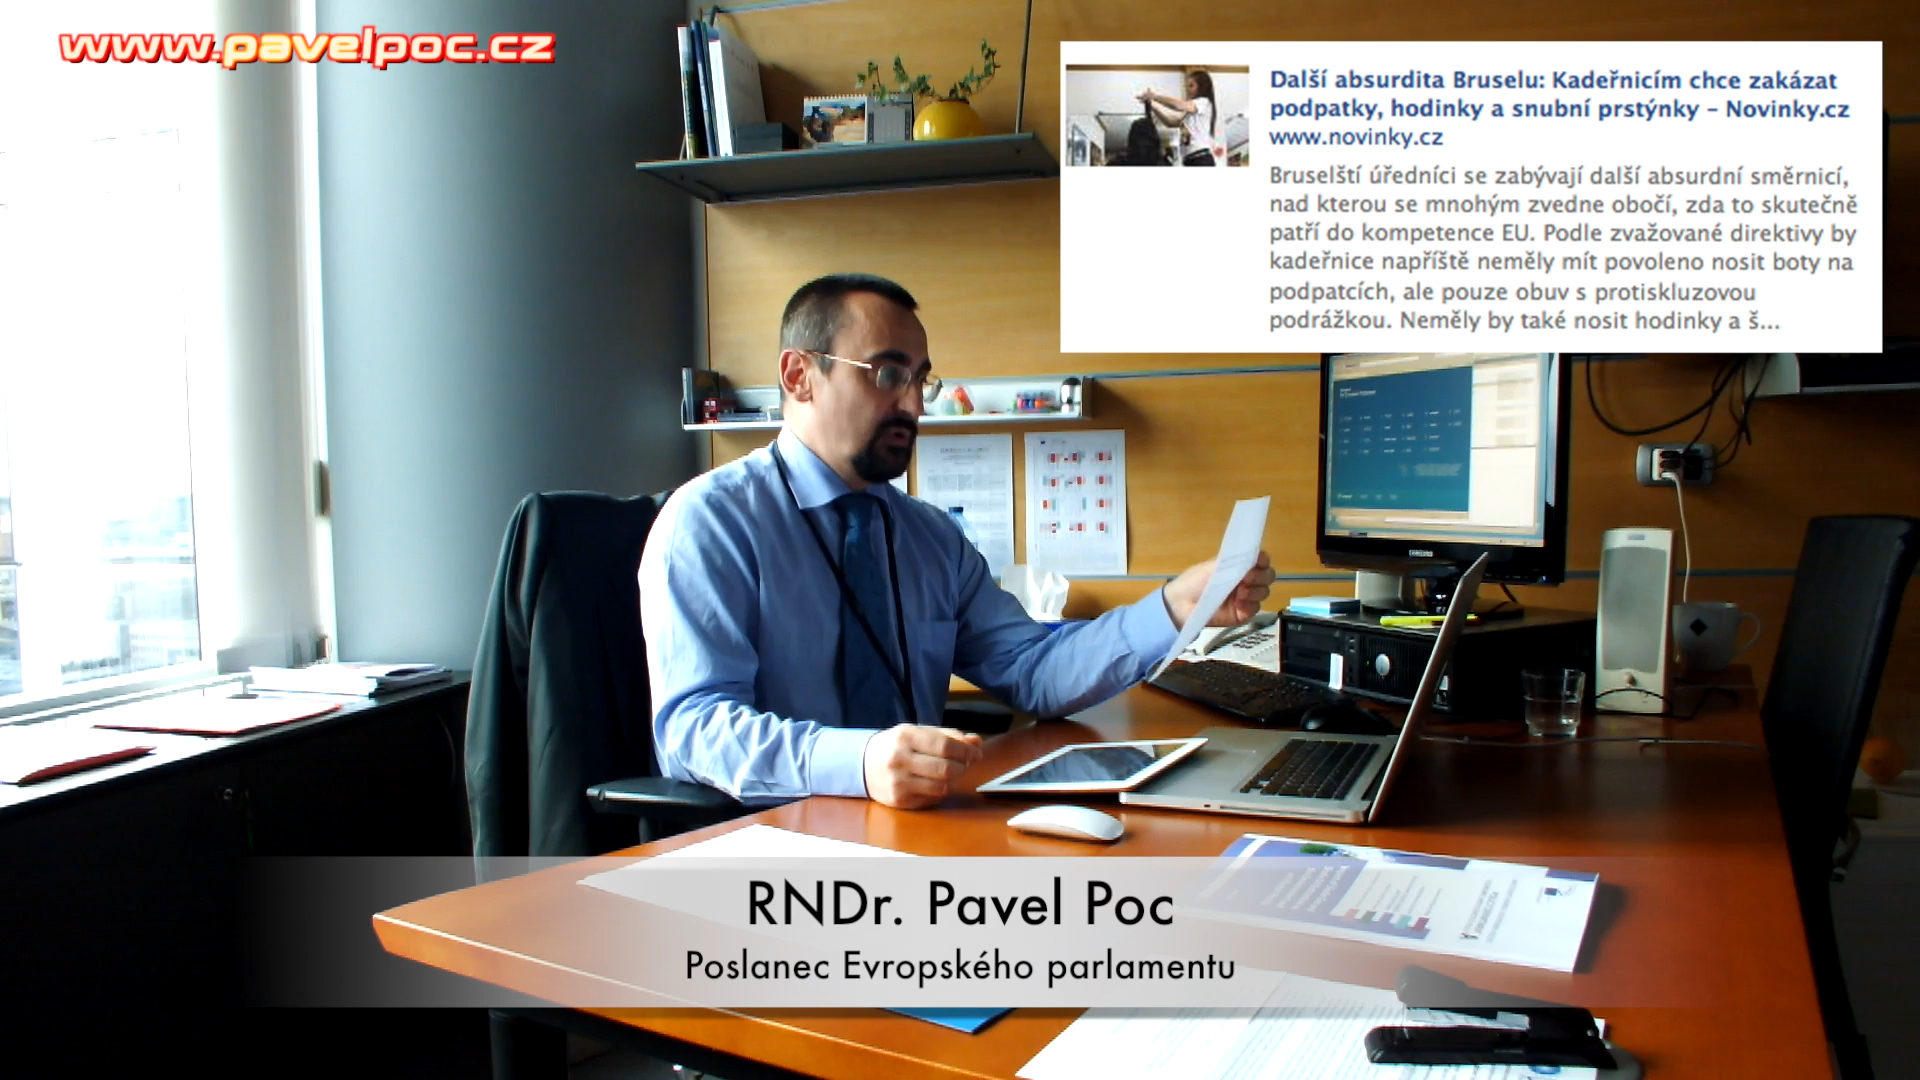 www.pavelpoc.cz
Další absurdita Bruselu: Kadeřnicím chce zakázat
podpatky, hodinky a snubní prstýnky – Novinky.cz
www.novinky.cz
Bruselští úředníci se zabývají další absurdní směrnicí,
nad kterou se mnohým zvedne obočí, zda to skutečně
patří do kompetence EU. Podle zvažované direktivy by
kadeřnice napříště neměly mít povoleno nosit boty na
podpatcích, ale pouze obuv s protiskluzovou
podrážkou. Neměly by také nosit hodinky a š...
SAMSUNG
RNDr. Pavel Poc
Poslanec Evropského parlamentu